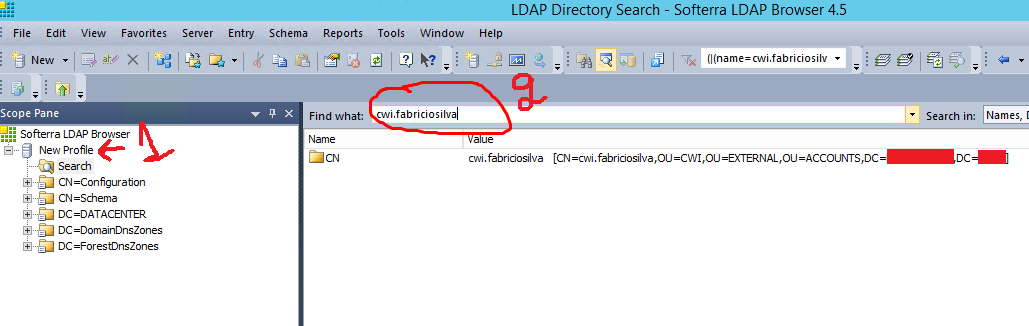 LDAP Directory Search - Softerra LDAP Browser 4.5
File Edit View Favorites Server Entry Schema Reports Tools Window Help
New (|(name=cwi.fabriciosilv
Scope Pane
Find what: cwi.fabriciosilva Search in: Names, D
2
Softerra LDAP Browser
New Profile
1
Search
CN=Configuration
CN=Schema
DC=DATACENTER
DC=DomainDnsZones
DC=ForestDnsZones
Name Value
CN cwi.fabriciosilva [CN=cwi.fabriciosilva,OU=CWI,OU=EXTERNAL,OU=ACCOUNTS,DC= ,DC= ]